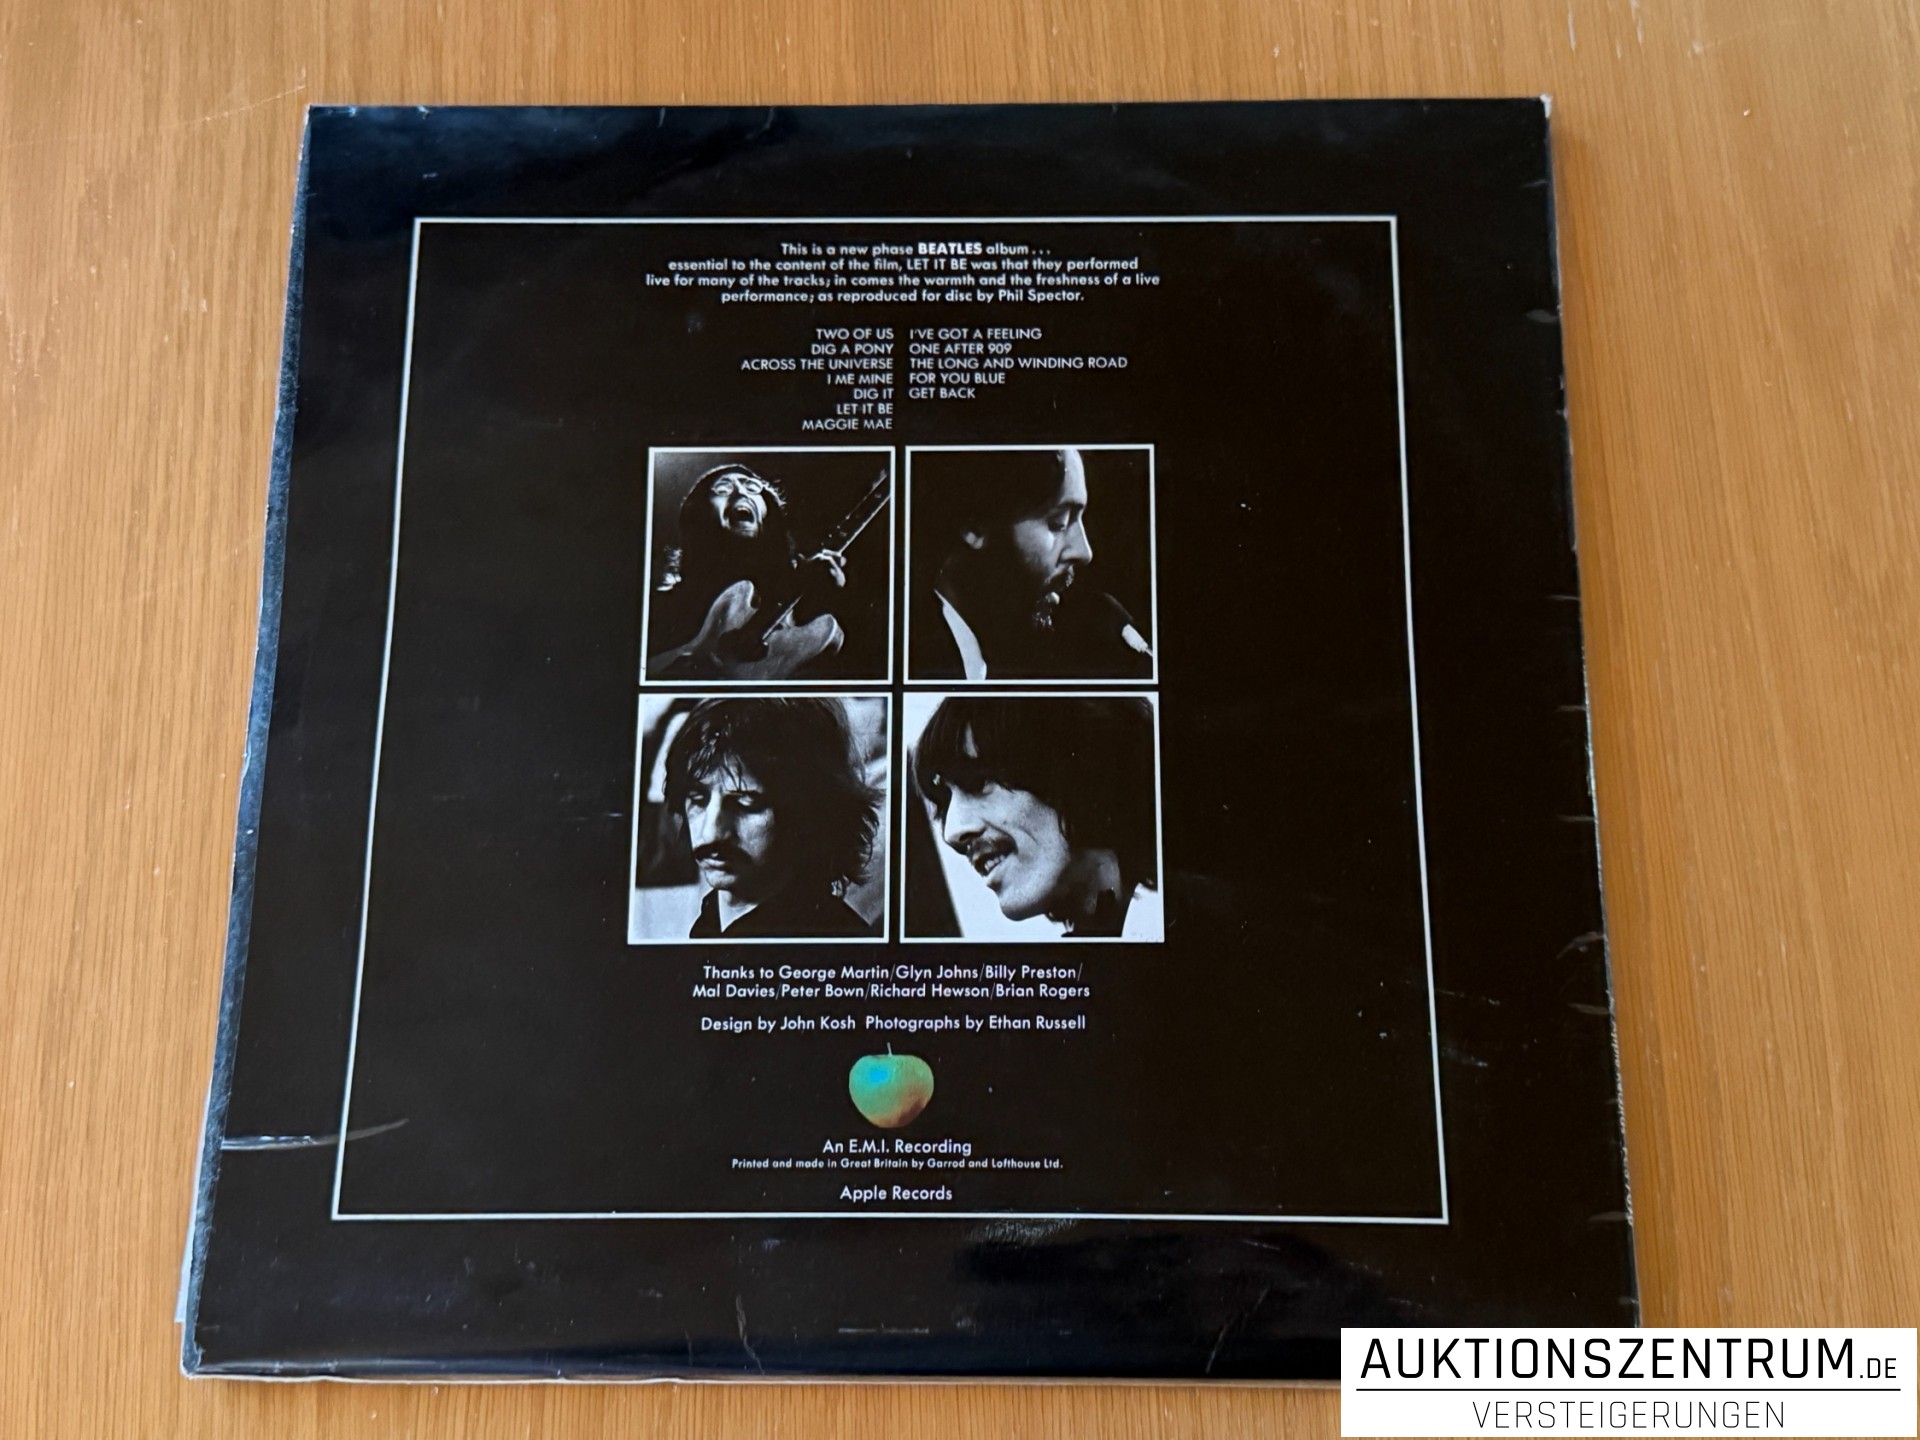 This is a new phase BEATLES album...
essential to the content of the film, LET IT BE was that they performed
live for many of the tracks; in comes the warmth and the freshness of a live
performance; as reproduced for disc by Phil Spector.
TWO OF US
DIG A PONY
ACROSS THE UNIVERSE
I ME MINE
DIG IT
LET IT BE
MAGGIE MAE
I'VE GOT A FEELING
ONE AFTER 909
THE LONG AND WINDING ROAD
FOR YOU BLUE
GET BACK
Thanks to George Martin/Glyn Johns/Billy Preston/
Mal Davies/Peter Bown/Richard Hewson/Brian Rogers
Design by John Kosh Photographs by Ethan Russell
An E.M.I. Recording
Printed and made in Great Britain by Garrod and Lofthouse Ltd.
Apple Records
AUKTIONSZENTRUM.DE
VERSTEIGERUNGEN